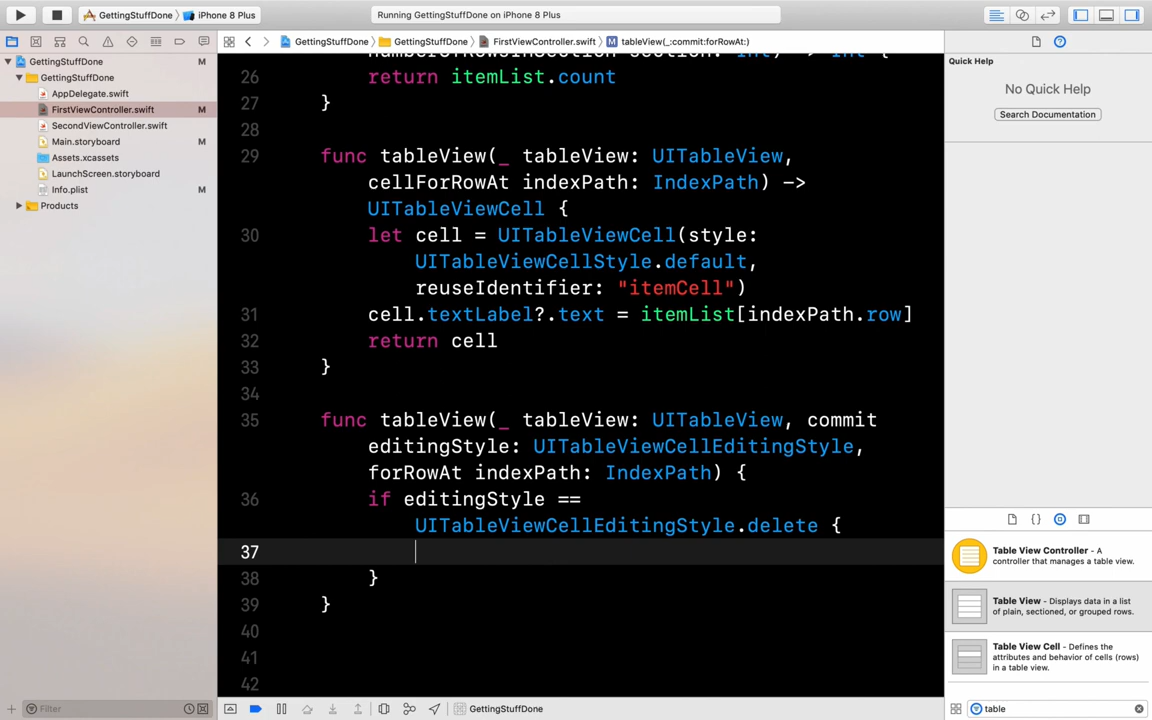 GettingStuffDone iPhone 8 Plus Running GettingStuffDone on iPhone 8 Plus
GettingStuffDone GettingStuffDone FirstViewController.swift M tableView(_:commit:forRowAt:)
GettingStuffDone M
GettingStuffDone
AppDelegate.swift
FirstViewController.swift M
SecondViewController.swift
Main.storyboard M
Assets.xcassets
LaunchScreen.storyboard
Info.plist M
Products
Filter
numberOfRowsInSection section: Int) -> Int {
26 return itemList.count
27 }
28
29 func tableView(_ tableView: UITableView,
cellForRowAt indexPath: IndexPath) ->
UITableViewCell {
30 let cell = UITableViewCell(style:
UITableViewCellStyle.default,
reuseIdentifier: "itemCell")
31 cell.textLabel?.text = itemList[indexPath.row]
32 return cell
33 }
34
35 func tableView(_ tableView: UITableView, commit
editingStyle: UITableViewCellEditingStyle,
forRowAt indexPath: IndexPath) {
36 if editingStyle ==
UITableViewCellEditingStyle.delete {
37
38 }
39 }
40
41
42
GettingStuffDone
Quick Help
No Quick Help
Search Documentation
{ }
Table View Controller - A
controller that manages a table view.
Table View - Displays data in a list
of plain, sectioned, or grouped rows.
Table View Cell - Defines the
attributes and behavior of cells (rows)
in a table view.
table